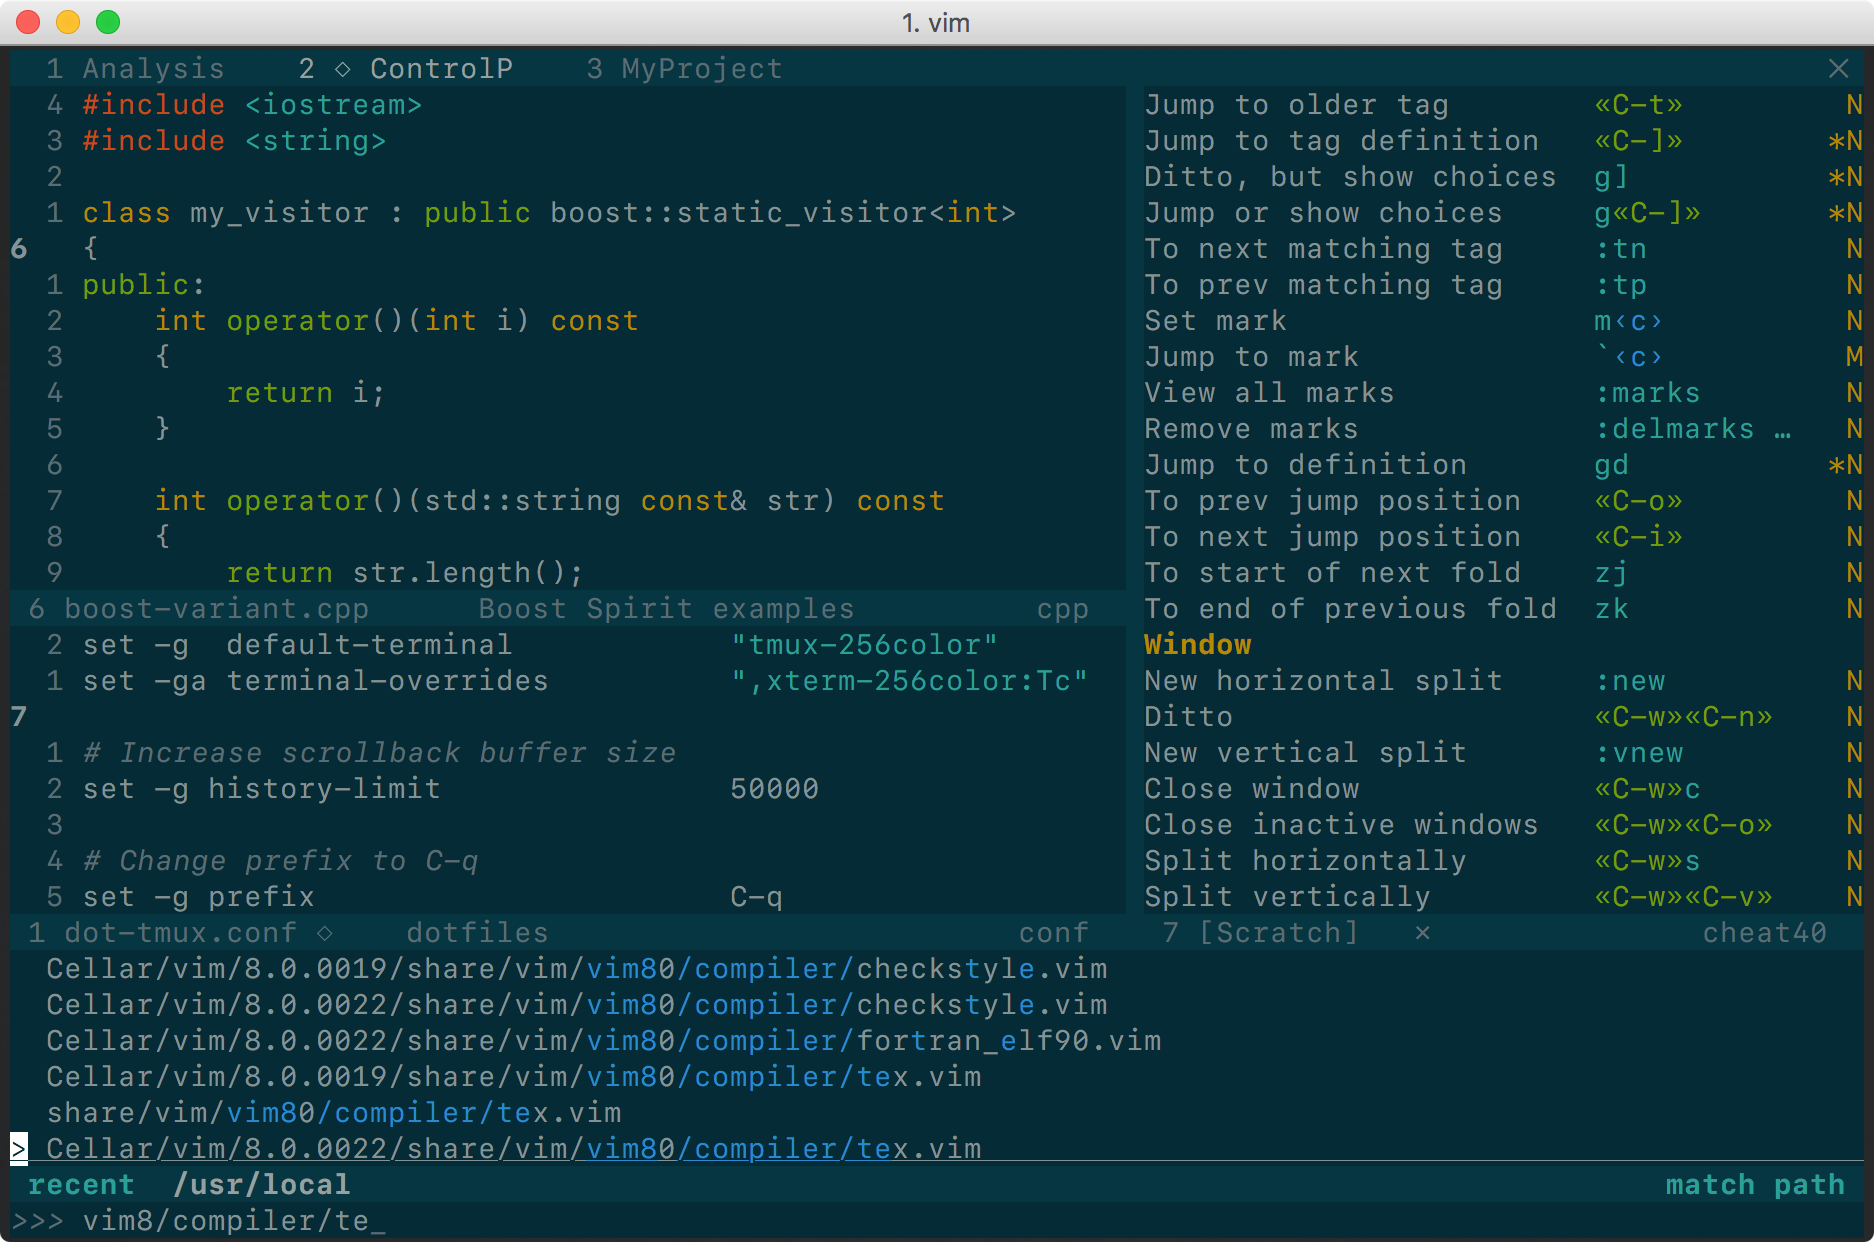 1. vim
1 Analysis 2 ◇ ControlP 3 MyProject ×
4 #include <iostream>
3 #include <string>
2
1 class my_visitor : public boost::static_visitor<int>
6 {
1 public:
2 int operator()(int i) const
3 {
4 return i;
5 }
6
7 int operator()(std::string const& str) const
8 {
9 return str.length();
6 boost-variant.cpp Boost Spirit examples cpp
2 set -g default-terminal "tmux-256color"
1 set -ga terminal-overrides ",xterm-256color:Tc"
7
1 # Increase scrollback buffer size
2 set -g history-limit 50000
3
4 # Change prefix to C-q
5 set -g prefix C-q
1 dot-tmux.conf ◇ dotfiles conf
Jump to older tag «C-t» N
Jump to tag definition «C-]» *N
Ditto, but show choices g] *N
Jump or show choices g«C-]» *N
To next matching tag :tn N
To prev matching tag :tp N
Set mark m‹c› N
Jump to mark `‹c› M
View all marks :marks N
Remove marks :delmarks … N
Jump to definition gd *N
To prev jump position «C-o» N
To next jump position «C-i» N
To start of next fold zj N
To end of previous fold zk N
Window
New horizontal split :new N
Ditto «C-w»«C-n» N
New vertical split :vnew N
Close window «C-w»c N
Close inactive windows «C-w»«C-o» N
Split horizontally «C-w»s N
Split vertically «C-w»«C-v» N
7 [Scratch] × cheat40
Cellar/vim/8.0.0019/share/vim/vim80/compiler/checkstyle.vim
Cellar/vim/8.0.0022/share/vim/vim80/compiler/checkstyle.vim
Cellar/vim/8.0.0022/share/vim/vim80/compiler/fortran_elf90.vim
Cellar/vim/8.0.0019/share/vim/vim80/compiler/tex.vim
share/vim/vim80/compiler/tex.vim
> Cellar/vim/8.0.0022/share/vim/vim80/compiler/tex.vim
recent /usr/local match path
>>> vim8/compiler/te_